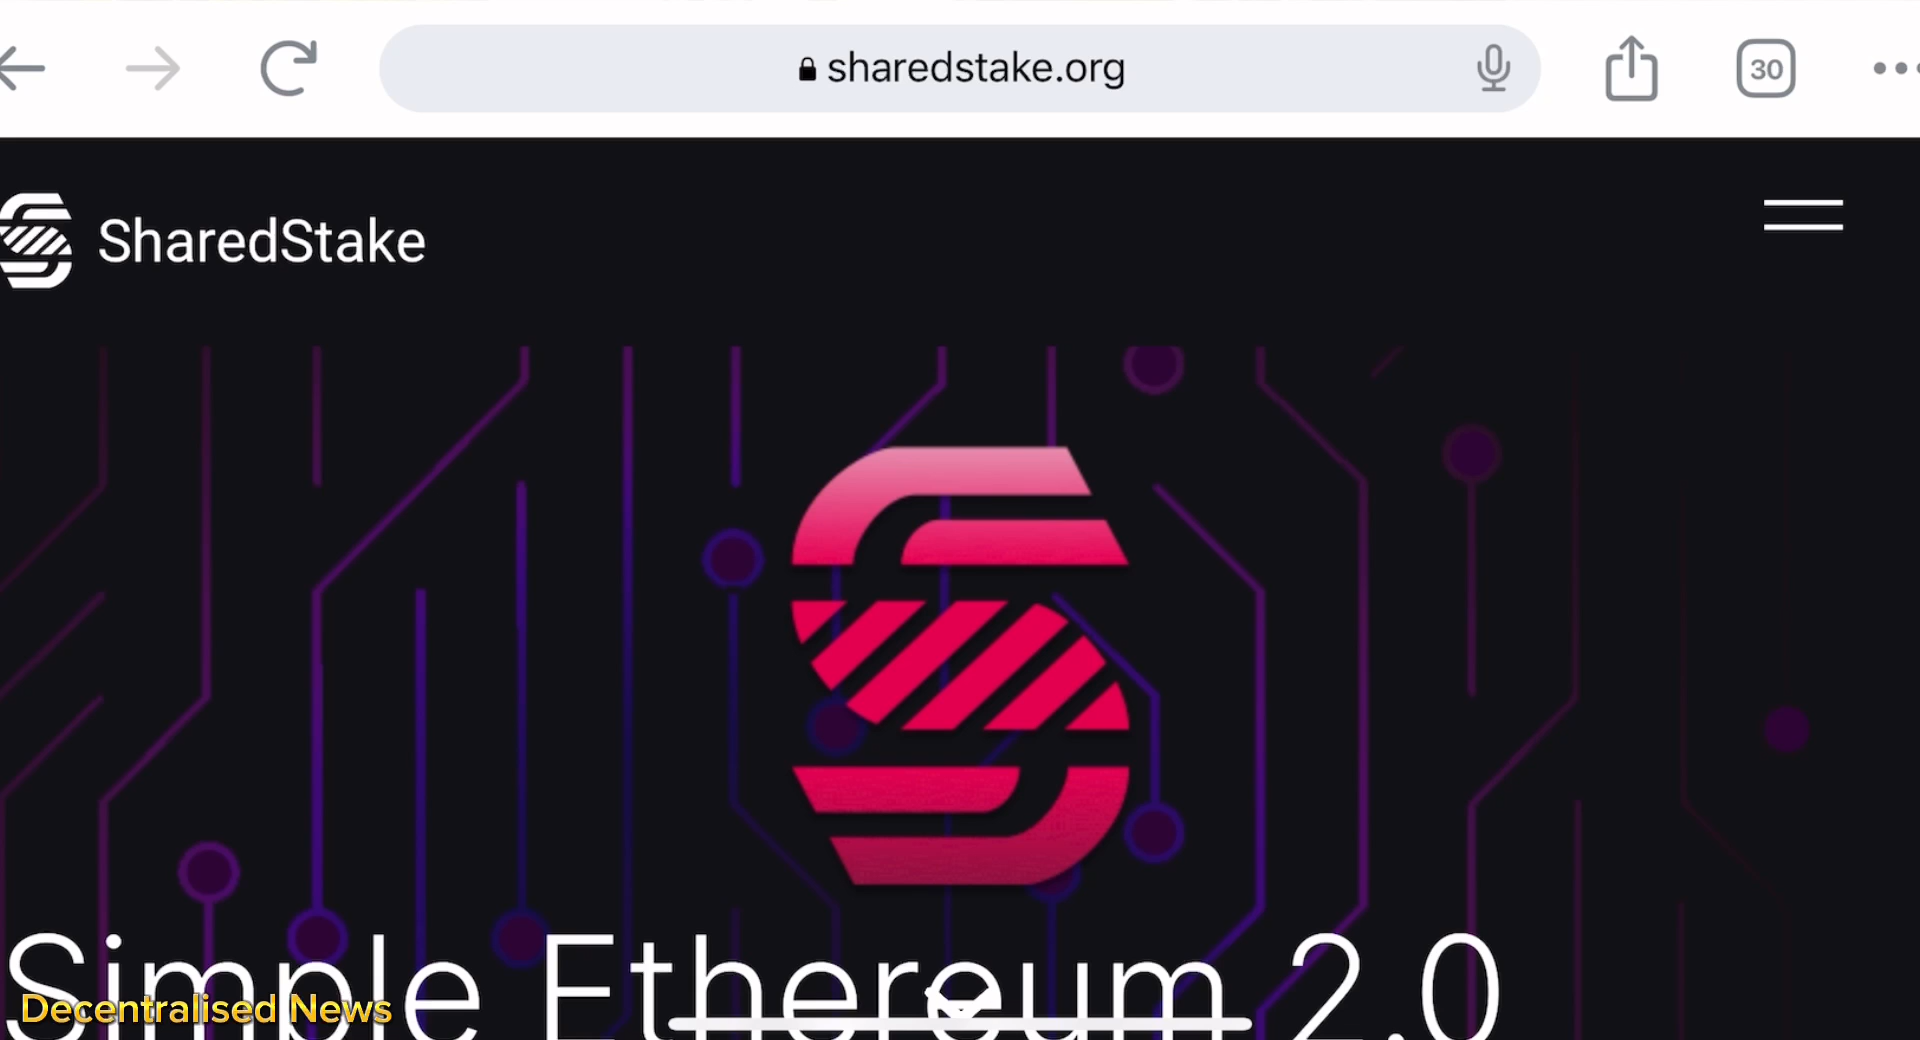 sharedstake.org
30
SharedStake
Simple Ethereum 2.0
Decentralised News